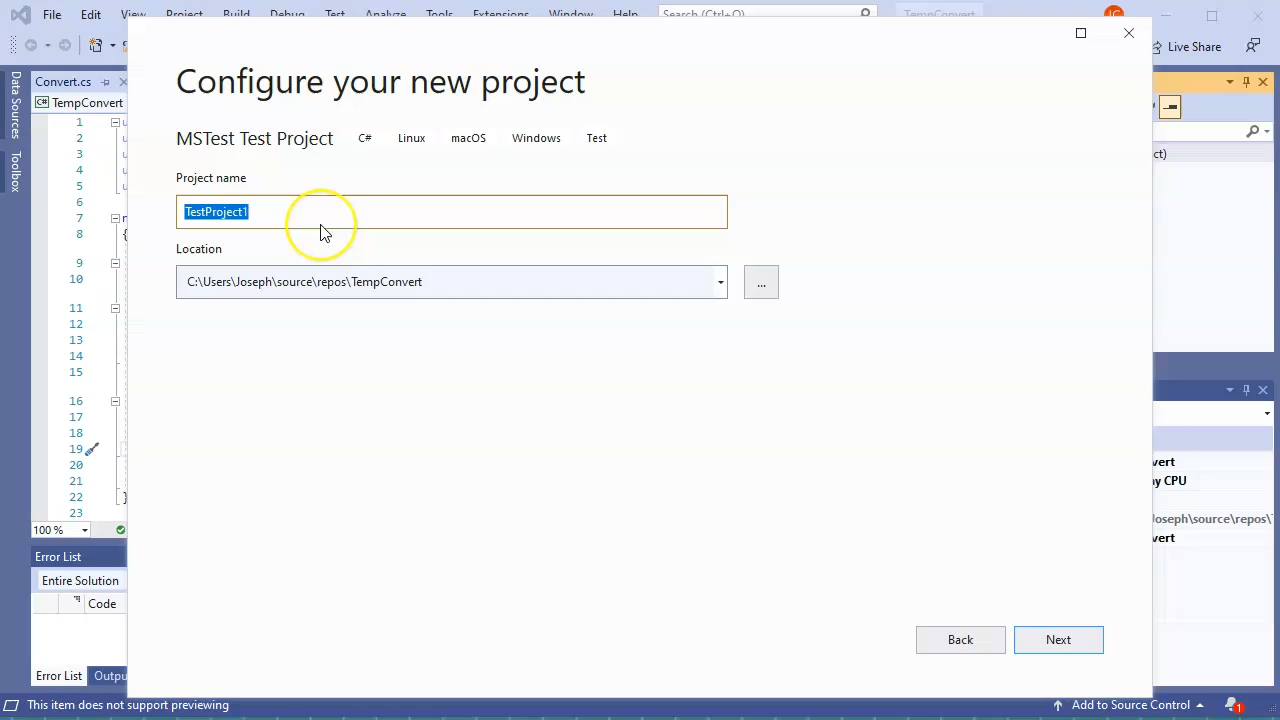 File View Project Build Debug Test Analyze Tools Extensions Window Help Search (Ctrl+Q) TempConvert JC
Live Share
Configure your new project
Data Sources
Toolbox
Convert.cs
C# TempConvert
MSTest Test Project C# Linux macOS Windows Test
Project name
TestProject1
Location
C:\Users\Joseph\source\repos\TempConvert
...
1
2
3
4
5
6
7
8
9
10
11
12
13
14
15
16
17
18
19
20
21
22
23
ct)
vert
ny CPU
Joseph\source\repos\T
vert
100 %
Error List
Entire Solution
Code
Back Next
Error List Outpu
This item does not support previewing
Add to Source Control
1